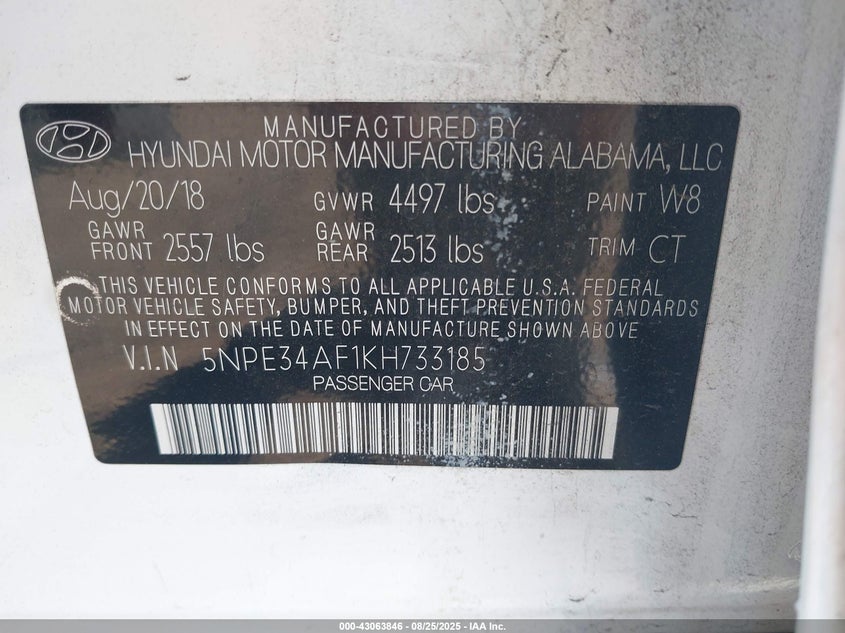 MANUFACTURED BY
HYUNDAI MOTOR MANUFACTURING ALABAMA, LLC
Aug/20/18 GVWR 4497 lbs PAINT W8
GAWR FRONT 2557 lbs GAWR REAR 2513 lbs TRIM CT
THIS VEHICLE CONFORMS TO ALL APPLICABLE U.S.A. FEDERAL
MOTOR VEHICLE SAFETY, BUMPER, AND THEFT PREVENTION STANDARDS
IN EFFECT ON THE DATE OF MANUFACTURE SHOWN ABOVE
V.I.N 5NPE34AF1KH733185
PASSENGER CAR
000-43063846 - 08/25/2025 - IAA Inc.